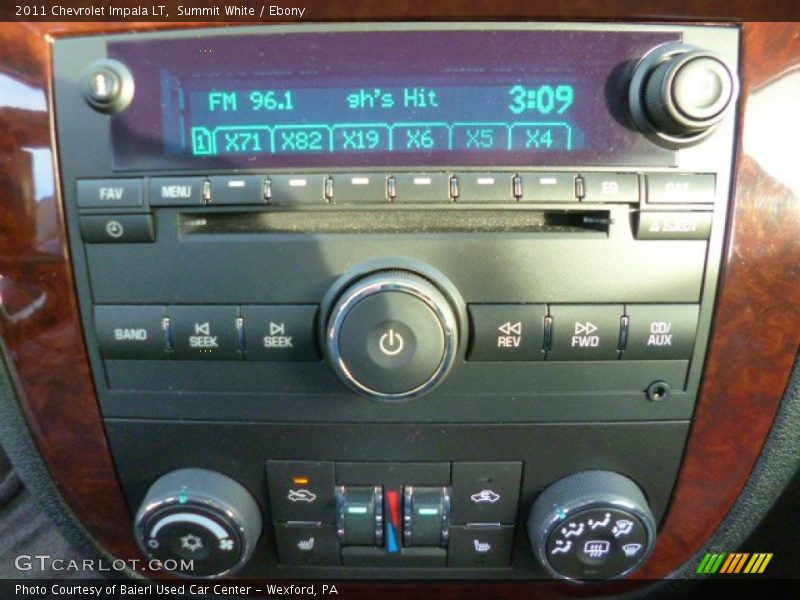 2011 Chevrolet Impala LT, Summit White / Ebony
FM 96.1 gh's Hit 3:09
1 X71 X82 X19 X6 X5 X4
FAV MENU EQ CAT
EJECT
BAND SEEK SEEK REV FWD CD/ AUX
GTCARLOT.COM
Photo Courtesy of Baierl Used Car Center - Wexford, PA